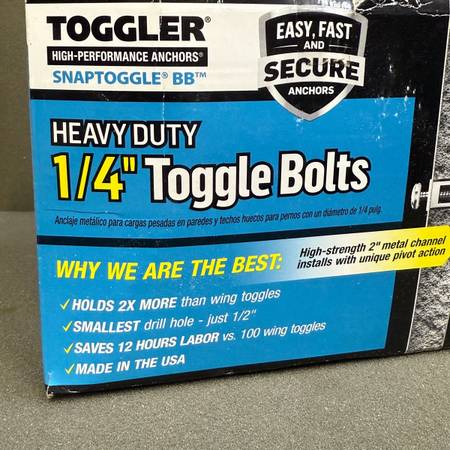 TOGGLER®
HIGH-PERFORMANCE ANCHORS®
SNAPTOGGLE® BB™
EASY, FAST
AND
SECURE
ANCHORS
HEAVY DUTY
1/4" Toggle Bolts
Anclaje metálico para cargas pesadas en paredes y techos huecos para pernos con un diámetro de 1/4 pulg.
WHY WE ARE THE BEST:
High-strength 2" metal channel
installs with unique pivot action
✓HOLDS 2X MORE than wing toggles
✓SMALLEST drill hole - just 1/2"
✓SAVES 12 HOURS LABOR vs. 100 wing toggles
✓MADE IN THE USA